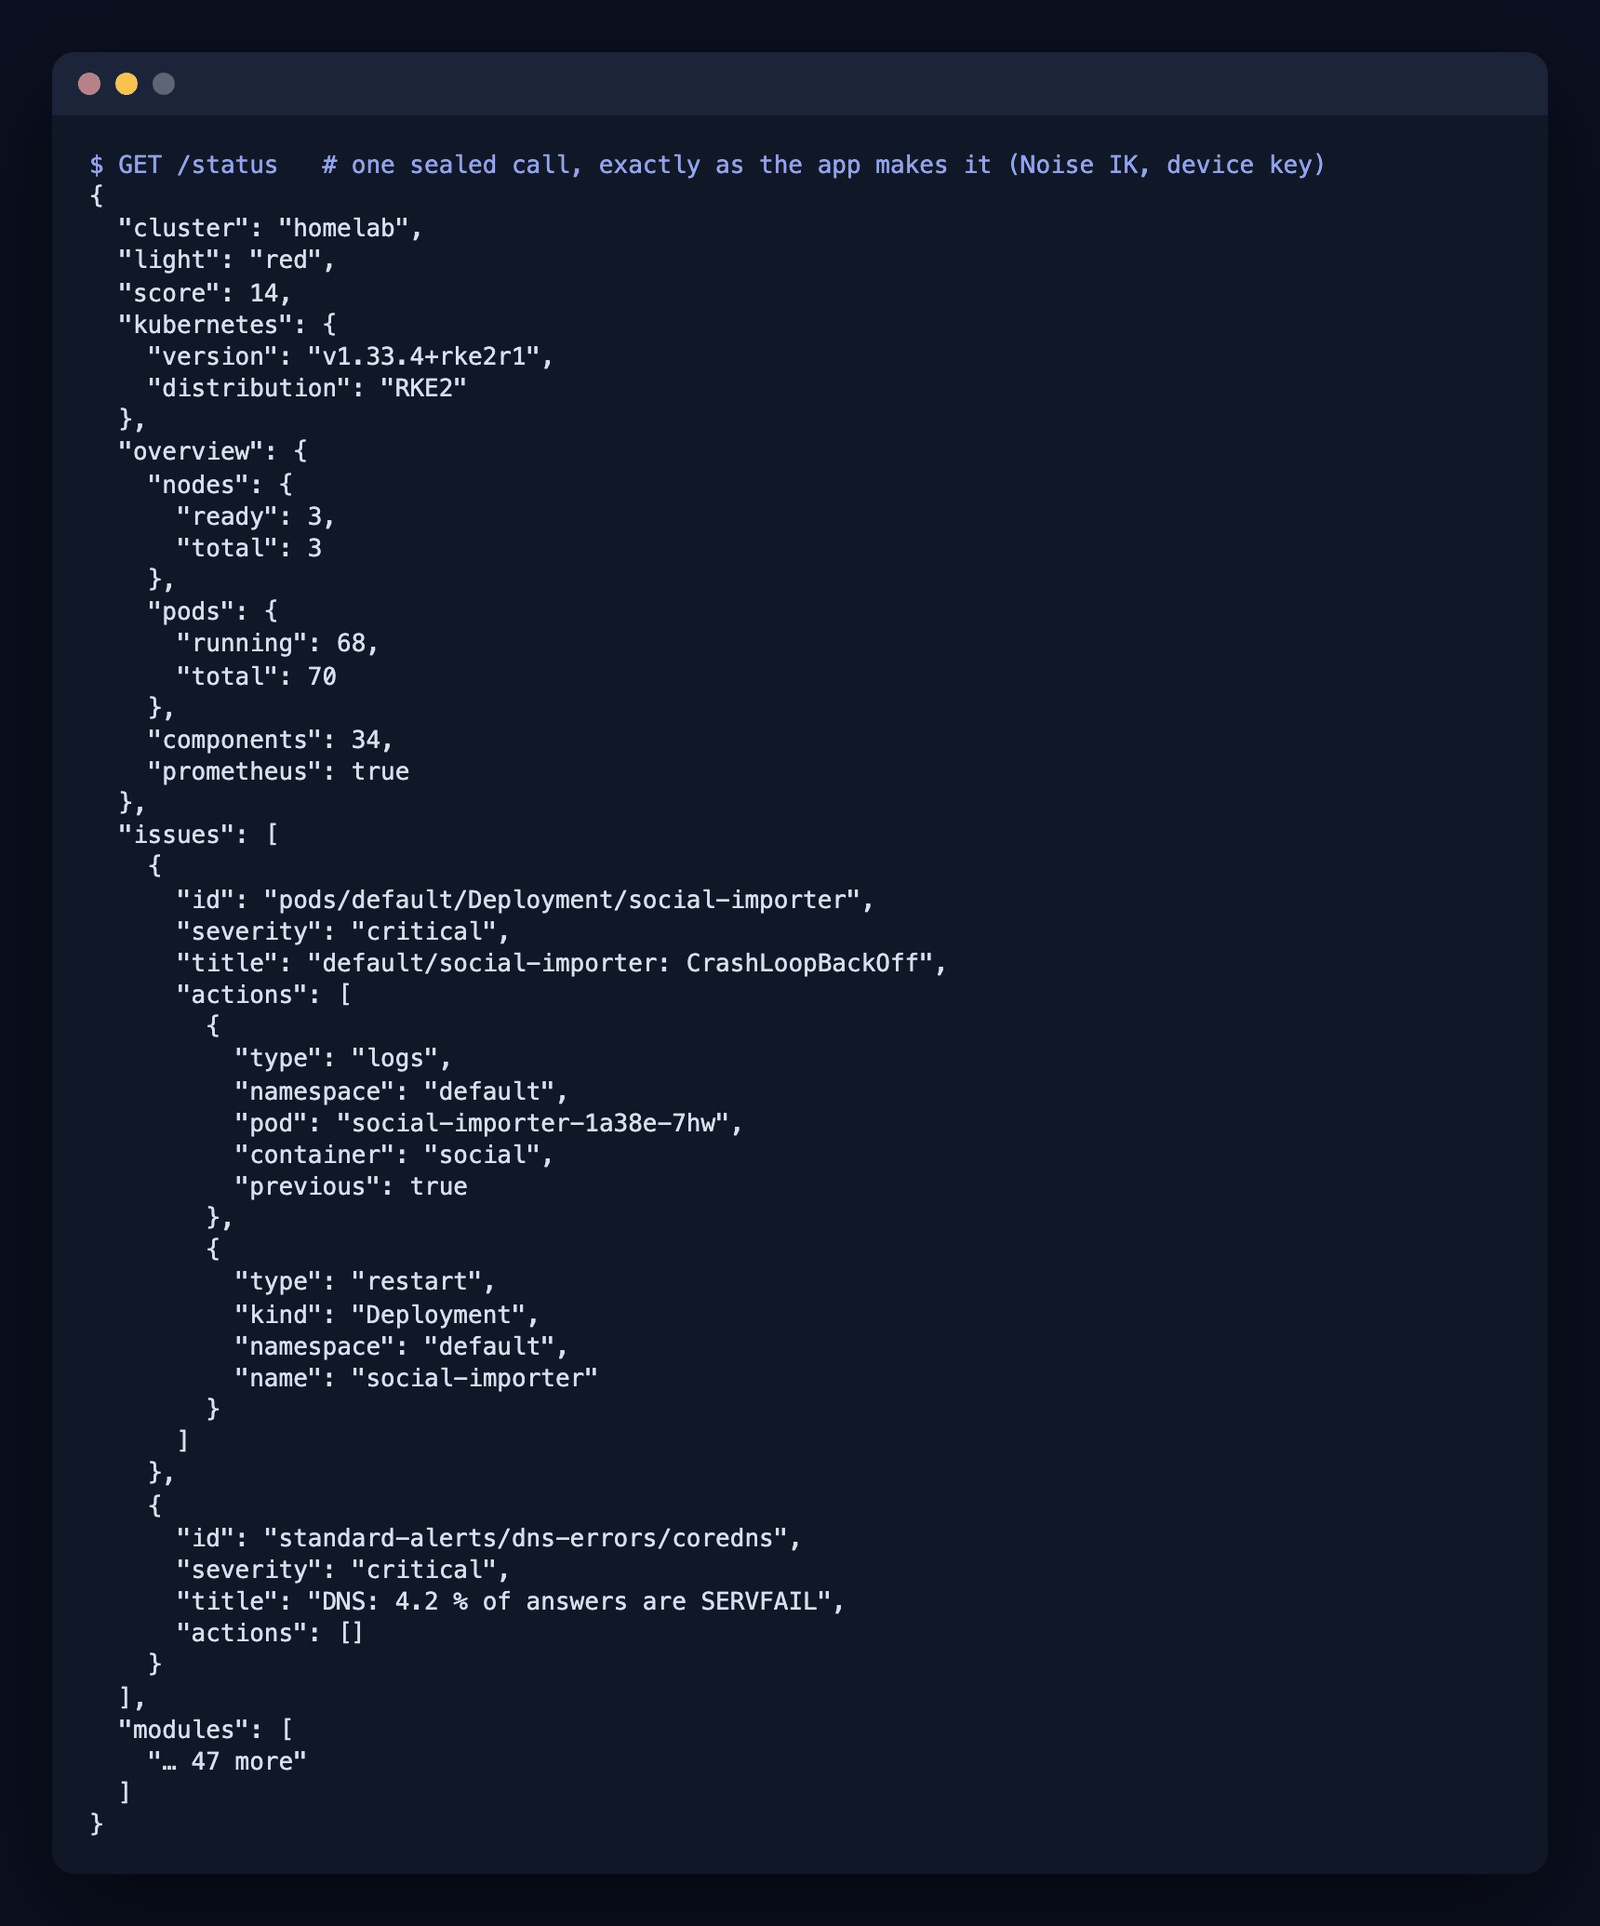 $ GET /status   # one sealed call, exactly as the app makes it (Noise IK, device key)
{
  "cluster": "homelab",
  "light": "red",
  "score": 14,
  "kubernetes": {
    "version": "v1.33.4+rke2r1",
    "distribution": "RKE2"
  },
  "overview": {
    "nodes": {
      "ready": 3,
      "total": 3
    },
    "pods": {
      "running": 68,
      "total": 70
    },
    "components": 34,
    "prometheus": true
  },
  "issues": [
    {
      "id": "pods/default/Deployment/social-importer",
      "severity": "critical",
      "title": "default/social-importer: CrashLoopBackOff",
      "actions": [
        {
          "type": "logs",
          "namespace": "default",
          "pod": "social-importer-1a38e-7hw",
          "container": "social",
          "previous": true
        },
        {
          "type": "restart",
          "kind": "Deployment",
          "namespace": "default",
          "name": "social-importer"
        }
      ]
    },
    {
      "id": "standard-alerts/dns-errors/coredns",
      "severity": "critical",
      "title": "DNS: 4.2 % of answers are SERVFAIL",
      "actions": []
    }
  ],
  "modules": [
    "… 47 more"
  ]
}